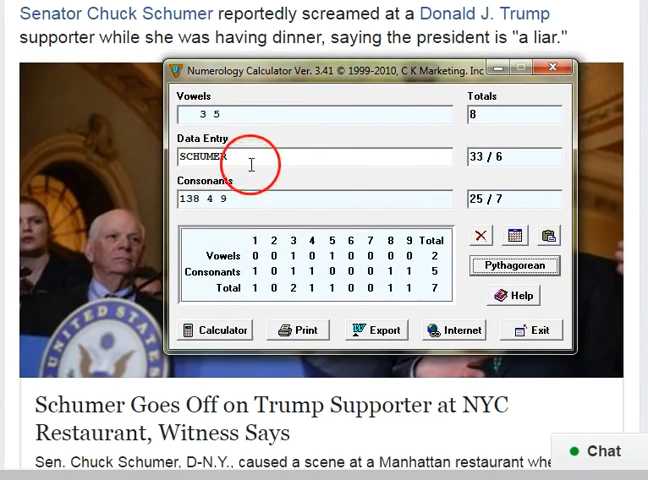 Senator Chuck Schumer reportedly screamed at a Donald J. Trump
supporter while she was having dinner, saying the president is "a liar."
Numerology Calculator Ver. 3.41 © 1999-2010, C K Marketing. Inc
Vowels
Totals
3 5
8
Data Entry
SCHUMER
33 / 6
Consonants
138 4 9
25 / 7
1 2 3 4 5 6 7 8 9 Total
Vowels 0 0 1 0 1 0 0 0 0 2
Consonants 1 0 1 1 0 0 0 1 1 5
Total 1 0 2 1 1 0 0 1 1 7
Pythagorean
Help
Calculator
Print
Export
Internet
Exit
UNITED STATES
Schumer Goes Off on Trump Supporter at NYC
Restaurant, Witness Says
Sen. Chuck Schumer, D-N.Y., caused a scene at a Manhattan restaurant
Chat